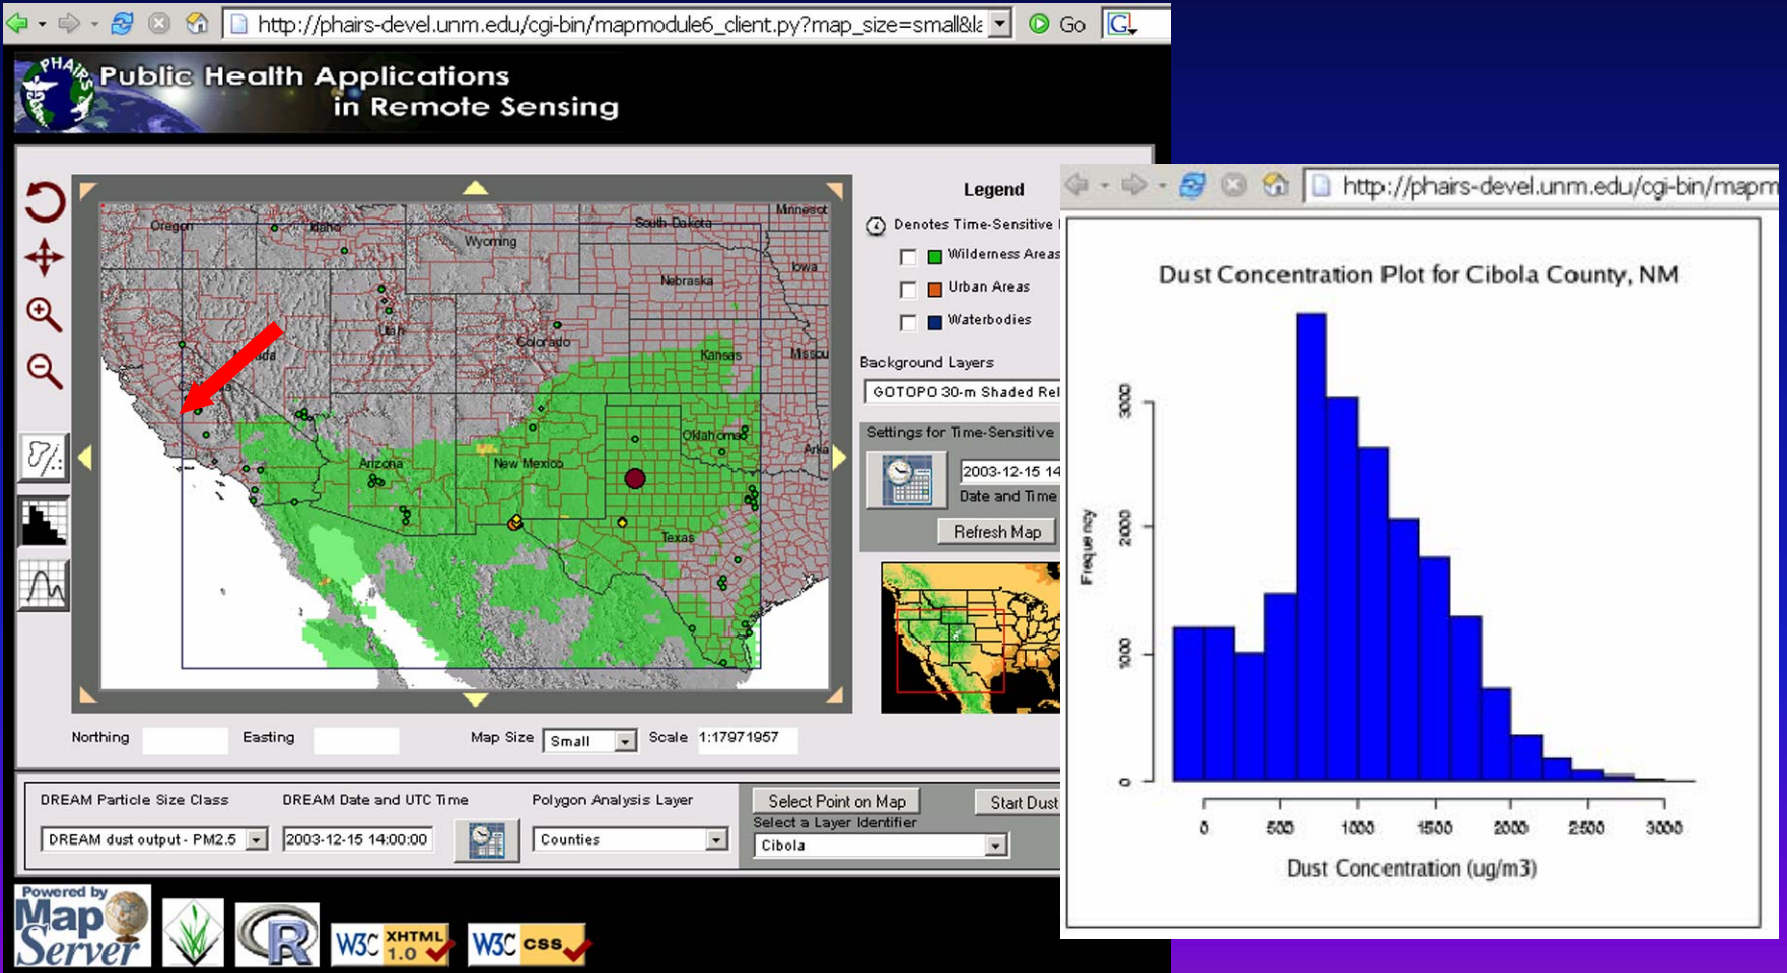 http://phairs-devel.unm.edu/cgi-bin/mapmodule6_client.py?map_size=small&la
Go
G
PHAiRS
Public Health Applications
in Remote Sensing
Oregon
Idaho
Wyoming
South Dakota
Minnesot
Iowa
Nebraska
Utah
Colorado
Kansas
Missou
Oklahoma
Arka
Arizona
New Mexico
Texas
Legend
Denotes Time-Sensitive
Wilderness Areas
Urban Areas
Waterbodies
Background Layers
GOTOPO 30-m Shaded Rel
Settings for Time-Sensitive
2003-12-15 14
Date and Time
Refresh Map
Northing
Easting
Map Size
Small
Scale
1:17971957
DREAM Particle Size Class
DREAM Date and UTC Time
Polygon Analysis Layer
Select Point on Map
Start Dust
Select a Layer Identifier
DREAM dust output - PM2.5
2003-12-15 14:00:00
Counties
Cibola
Powered by
Map
Server
R
W3C XHTML 1.0
W3C css
http://phairs-devel.unm.edu/cgi-bin/mapm
Dust Concentration Plot for Cibola County, NM
Frequency
3000
2000
1000
0
0 500 1000 1500 2000 2500 3000
Dust Concentration (ug/m3)